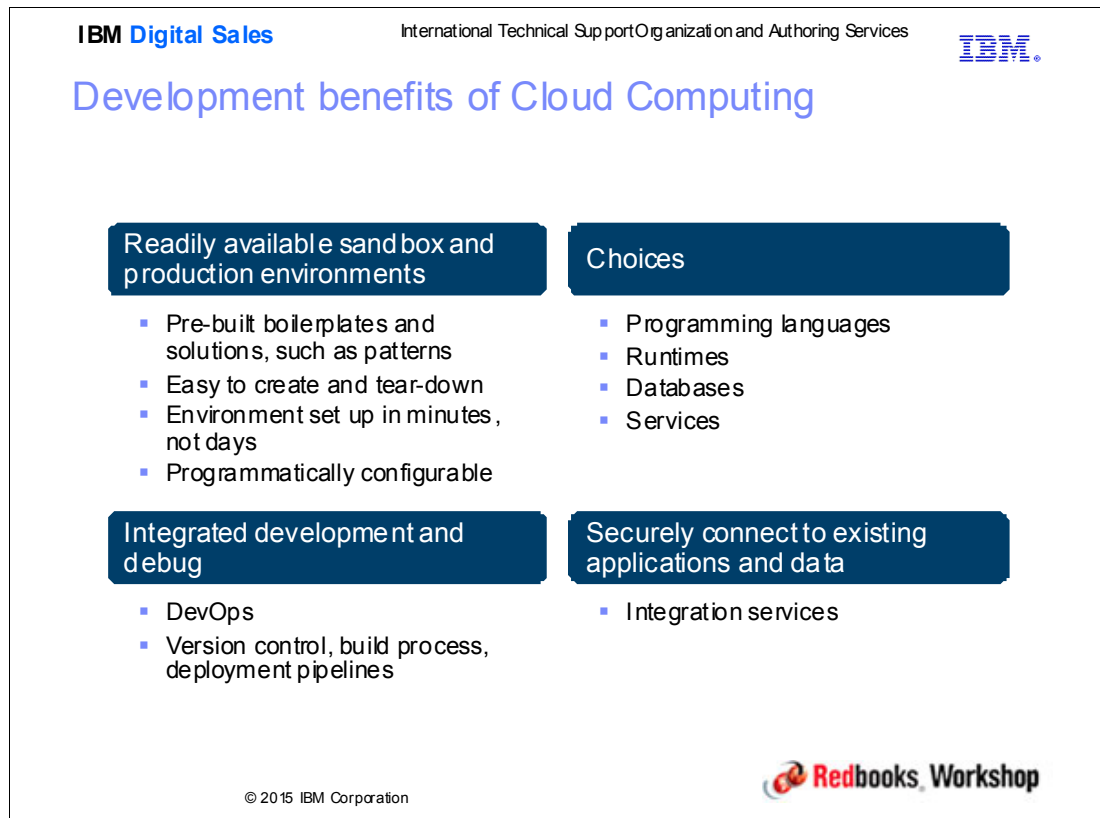 IBM Digital Sales
International Technical Support Organization and Authoring Services
IBM®
Development benefits of Cloud Computing
Readily available sandbox and
production environments
▪ Pre-built boilerplates and
solutions, such as patterns
▪ Easy to create and tear-down
▪ Environment set up in minutes,
not days
▪ Programmatically configurable
Choices
▪ Programming languages
▪ Runtimes
▪ Databases
▪ Services
Integrated development and
debug
▪ DevOps
▪ Version control, build process,
deployment pipelines
Securely connect to existing
applications and data
▪ Integration services
© 2015 IBM Corporation
Redbooks® Workshop